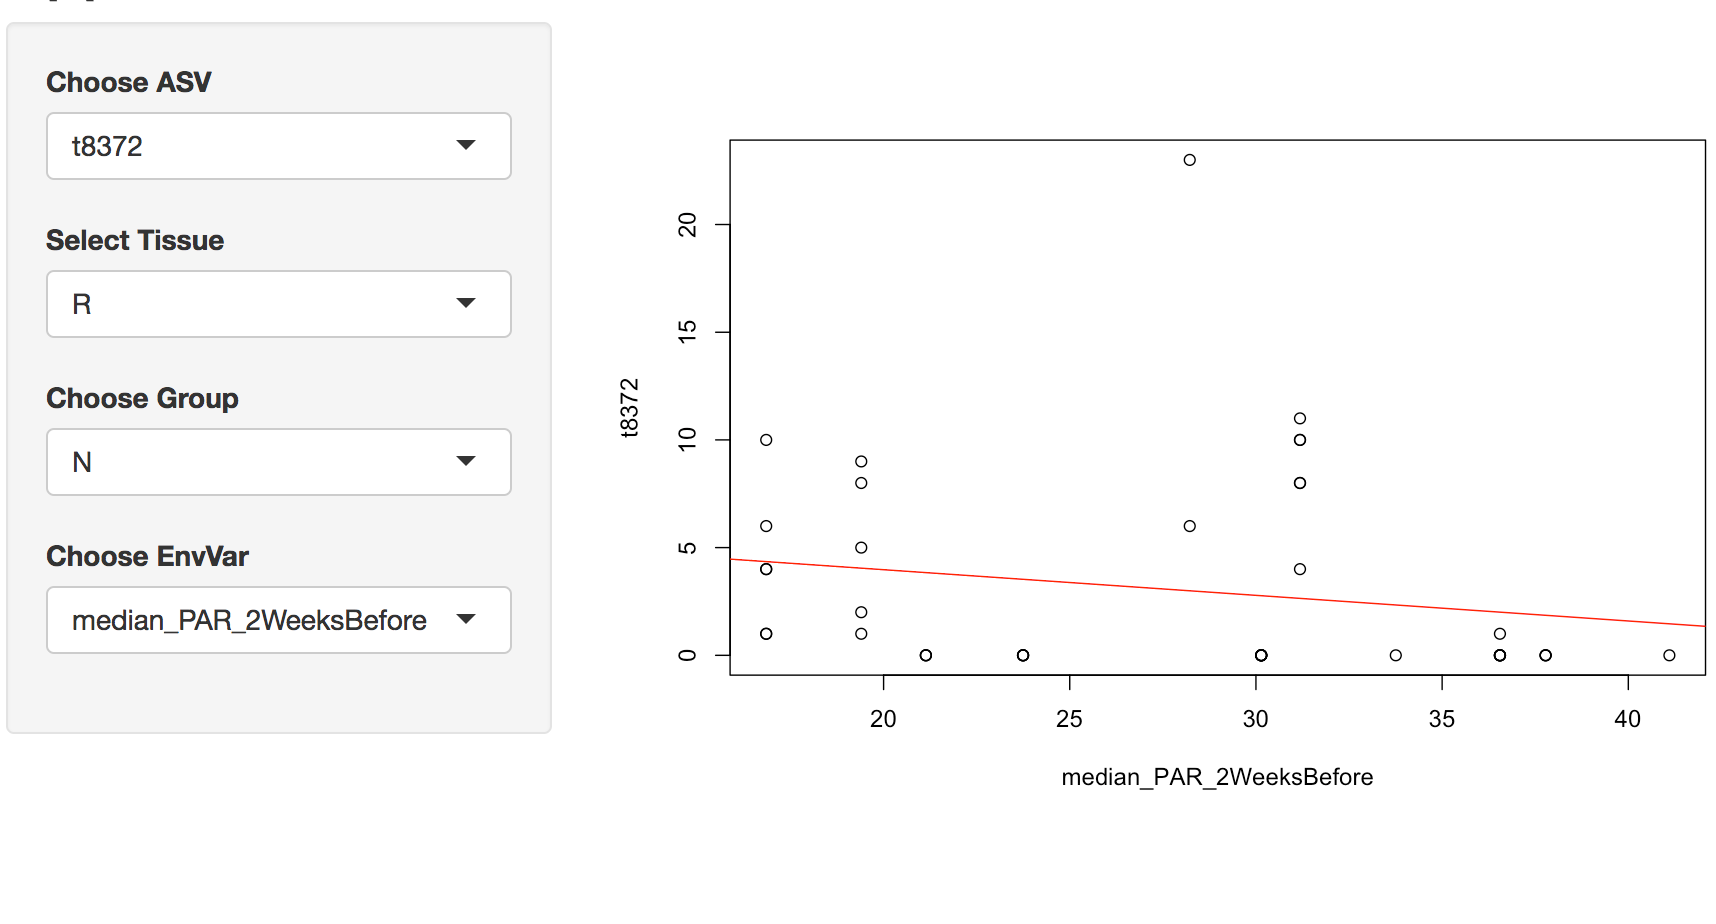 Choose ASV
t8372
Select Tissue
R
Choose Group
N
Choose EnvVar
median_PAR_2WeeksBefore
t8372
20
15
10
5
0
20 25 30 35 40
median_PAR_2WeeksBefore